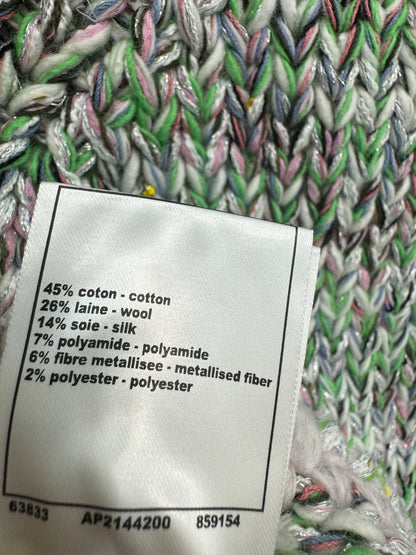 45% coton - cotton
26% laine - wool
14% soie - silk
7% polyamide - polyamide
6% fibre metallisee - metallised fiber
2% polyester - polyester
63833 AP2144200 859154